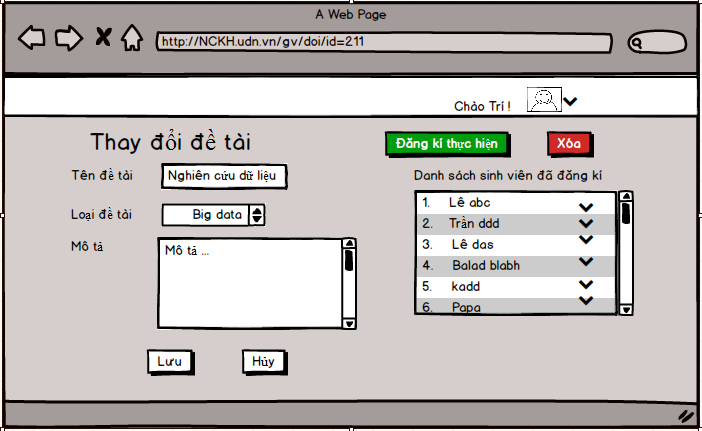 A Web Page
http://NCKH.udn.vn/gv/doi/id=211
Chào Trí !
Thay đổi đề tài
Đăng kí thực hiện
Xóa
Tên đề tài
Nghiên cứu dữ liệu
Loại đề tài
Big data
Mô tả
Mô tả ...
Lưu
Hủy
Danh sách sinh viên đã đăng kí
1. Lê abc
2. Trần ddd
3. Lê das
4. Balad blabh
5. kadd
6. Papa